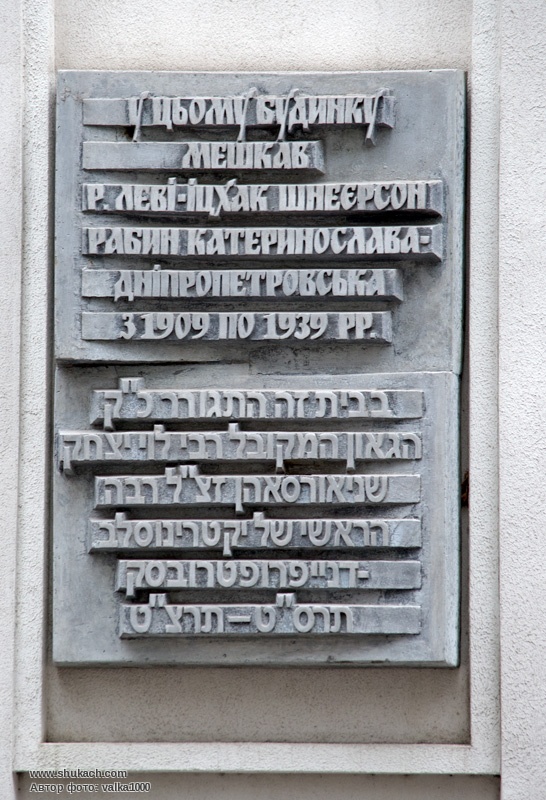 У ЦЬОМУ БУДИНКУ
МЕШКАВ
Р. ЛЕВІ-ІЦХАК ШНЕЄРСОН
РАБИН КАТЕРИНОСЛАВА-
ДНІПРОПЕТРОВСЬКА
З 1909 ПО 1939 РР.
בבית זה התגורר כ"ק
הגאון המקובל רבי לוי יצחק
שניאורסאהן זצ"ל רבה
הראשי של יקטרינוסלב
דנייפרופטרובסק-
תרס"ט – תרצ"ט
www.shukach.com
Автор фото: valka1000